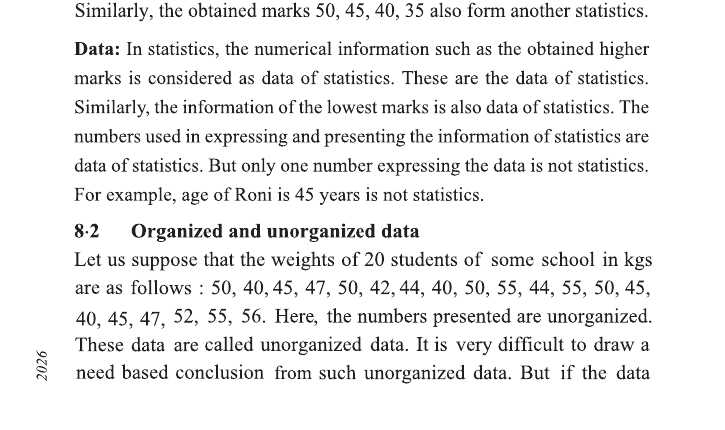 Similarly, the obtained marks 50, 45, 40, 35 also form another statistics.
Data: In statistics, the numerical information such as the obtained higher
marks is considered as data of statistics. These are the data of statistics.
Similarly, the information of the lowest marks is also data of statistics. The
numbers used in expressing and presenting the information of statistics are
data of statistics. But only one number expressing the data is not statistics.
For example, age of Roni is 45 years is not statistics.
8·2 Organized and unorganized data
Let us suppose that the weights of 20 students of some school in kgs
are as follows : 50, 40, 45, 47, 50, 42, 44, 40, 50, 55, 44, 55, 50, 45,
40, 45, 47, 52, 55, 56. Here, the numbers presented are unorganized.
These data are called unorganized data. It is very difficult to draw a
need based conclusion from such unorganized data. But if the data
2026